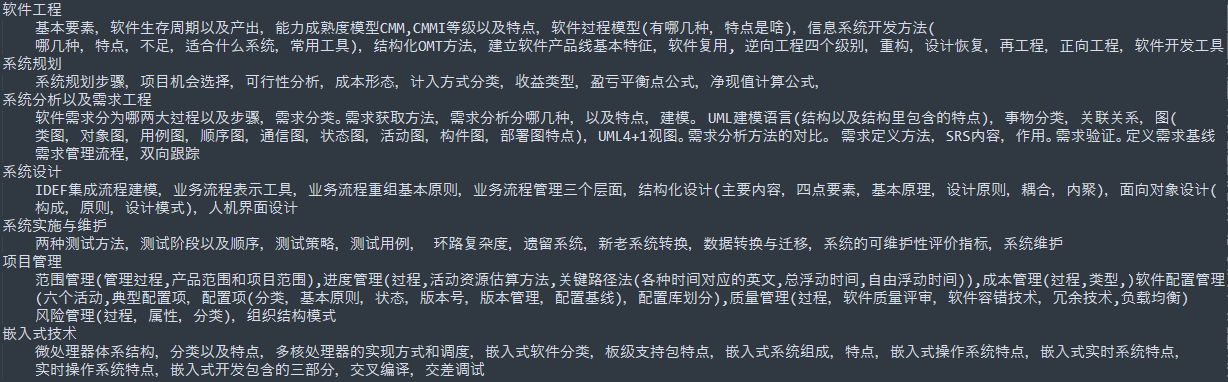 软件工程
基本要素, 软件生存周期以及产出, 能力成熟度模型CMM,CMMI等级以及特点, 软件过程模型(有哪几种, 特点是啥), 信息系统开发方法(
哪几种, 特点, 不足, 适合什么系统, 常用工具), 结构化OMT方法, 建立软件产品线基本特征, 软件复用, 逆向工程四个级别, 重构, 设计恢复, 再工程, 正向工程, 软件开发工具
系统规划
系统规划步骤, 项目机会选择, 可行性分析, 成本形态, 计入方式分类, 收益类型, 盈亏平衡点公式, 净现值计算公式,
系统分析以及需求工程
软件需求分为哪两大过程以及步骤, 需求分类。需求获取方法, 需求分析分哪几种, 以及特点, 建模。 UML建模语言(结构以及结构里包含的特点), 事物分类, 关联关系, 图(
类图, 对象图, 用例图, 顺序图, 通信图, 状态图, 活动图, 构件图, 部署图特点), UML4+1视图。需求分析方法的对比。 需求定义方法, SRS内容, 作用。需求验证。定义需求基线
需求管理流程, 双向跟踪
系统设计
IDEF集成流程建模, 业务流程表示工具, 业务流程重组基本原则, 业务流程管理三个层面, 结构化设计(主要内容, 四点要素, 基本原理, 设计原则, 耦合, 内聚), 面向对象设计(
构成, 原则, 设计模式), 人机界面设计
系统实施与维护
两种测试方法, 测试阶段以及顺序, 测试策略, 测试用例, 环路复杂度, 遗留系统, 新老系统转换, 数据转换与迁移, 系统的可维护性评价指标, 系统维护
项目管理
范围管理(管理过程,产品范围和项目范围),进度管理(过程,活动资源估算方法,关键路径法(各种时间对应的英文,总浮动时间,自由浮动时间)),成本管理(过程,类型,)软件配置管理
(六个活动,典型配置项, 配置项(分类, 基本原则, 状态, 版本号, 版本管理, 配置基线), 配置库划分),质量管理(过程, 软件质量评审, 软件容错技术, 冗余技术,负载均衡)
风险管理(过程, 属性, 分类), 组织结构模式
嵌入式技术
微处理器体系结构, 分类以及特点, 多核处理器的实现方式和调度, 嵌入式软件分类, 板级支持包特点, 嵌入式系统组成, 特点, 嵌入式操作系统特点, 嵌入式实时系统特点,
实时操作系统特点, 嵌入式开发包含的三部分, 交叉编译, 交差调试